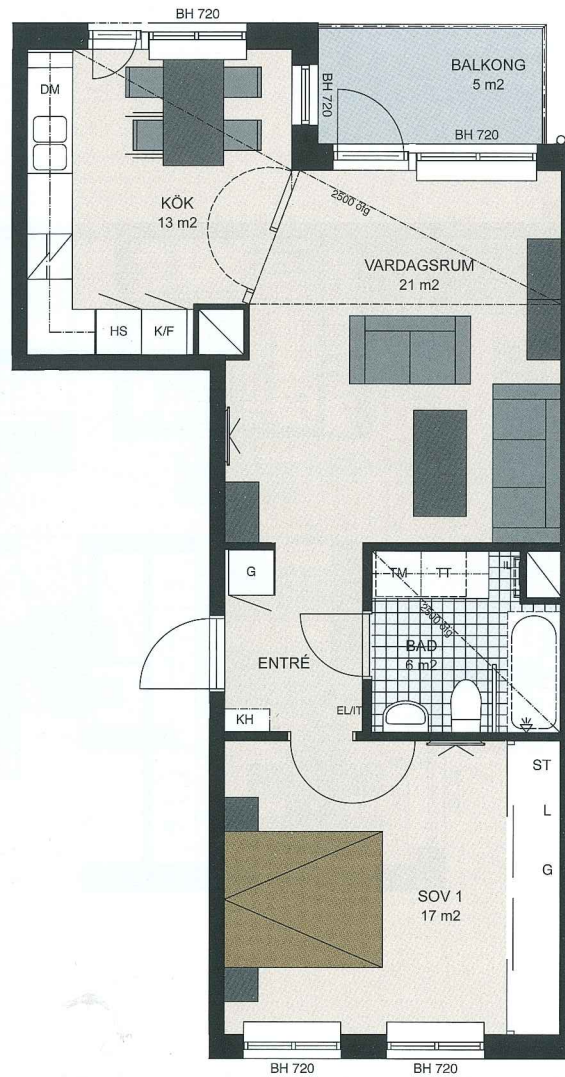 BH 720
BALKONG
5 m2
DM
BH 720
BH 720
KÖK
13 m2
2500 öfg
VARDAGSRUM
21 m2
HS
K/F
G
TM
TT
2500 öfg
BAD
6 m2
ENTRÉ
KH
EL/IT
ST
L
G
SOV 1
17 m2
BH 720
BH 720